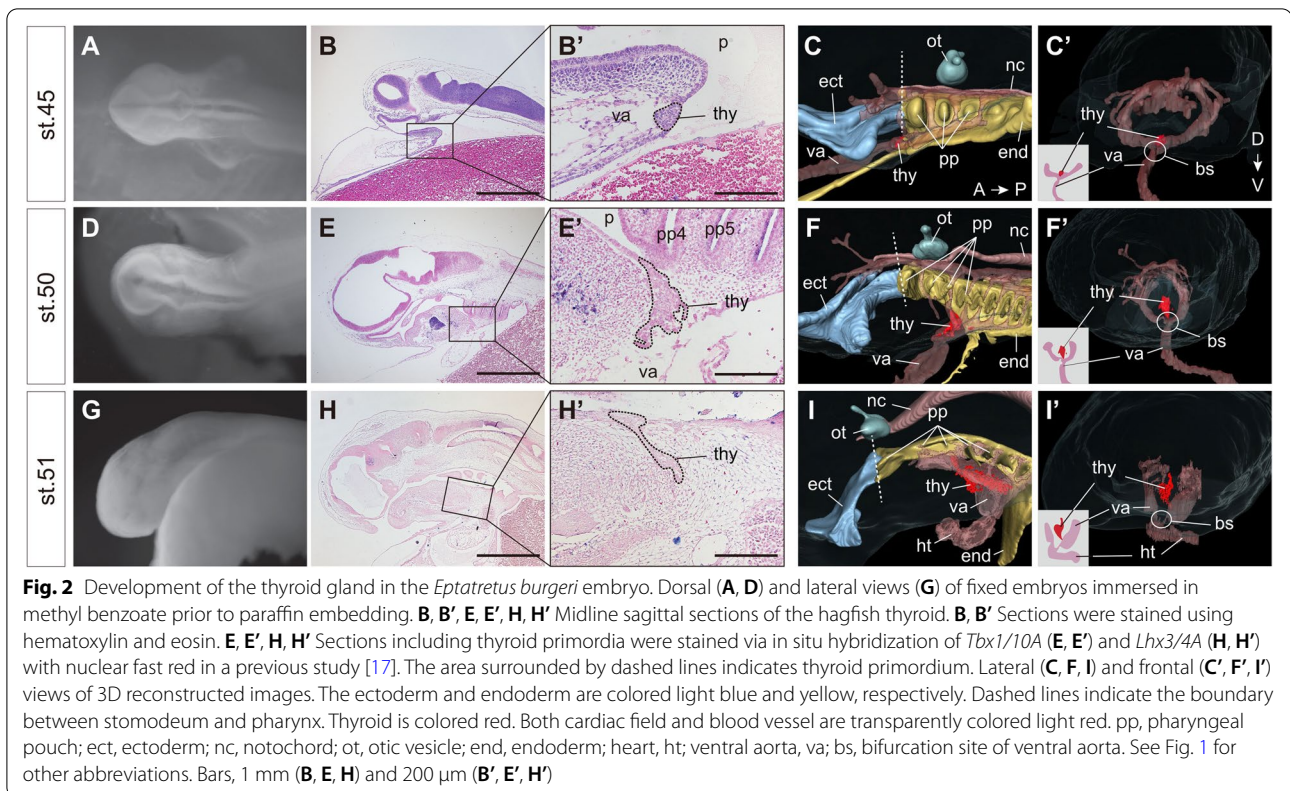 st.45
A
B
B’
p
va
thy
C
ot
nc
ect
va
thy
pp
end
A → P
C’
thy
va
bs
D
↓
V
st.50
D
E
E’
p
pp4
pp5
thy
va
F
ot
pp
nc
ect
thy
va
end
F’
thy
va
bs
st.51
G
H
H’
thy
I
nc
pp
ot
ect
thy
va
ht
end
I’
thy
va
bs
ht
Fig. 2 Development of the thyroid gland in the Eptatretus burgeri embryo. Dorsal (A, D) and lateral views (G) of fixed embryos immersed in
methyl benzoate prior to paraffin embedding. B, B’, E, E’, H, H’ Midline sagittal sections of the hagfish thyroid. B, B’ Sections were stained using
hematoxylin and eosin. E, E’, H, H’ Sections including thyroid primordia were stained via in situ hybridization of Tbx1/10A (E, E’) and Lhx3/4A (H, H’)
with nuclear fast red in a previous study [17]. The area surrounded by dashed lines indicates thyroid primordium. Lateral (C, F, I) and frontal (C’, F’, I’)
views of 3D reconstructed images. The ectoderm and endoderm are colored light blue and yellow, respectively. Dashed lines indicate the boundary
between stomodeum and pharynx. Thyroid is colored red. Both cardiac field and blood vessel are transparently colored light red. pp, pharyngeal
pouch; ect, ectoderm; nc, notochord; ot, otic vesicle; end, endoderm; heart, ht; ventral aorta, va; bs, bifurcation site of ventral aorta. See Fig. 1 for
other abbreviations. Bars, 1 mm (B, E, H) and 200 μm (B’, E’, H’)